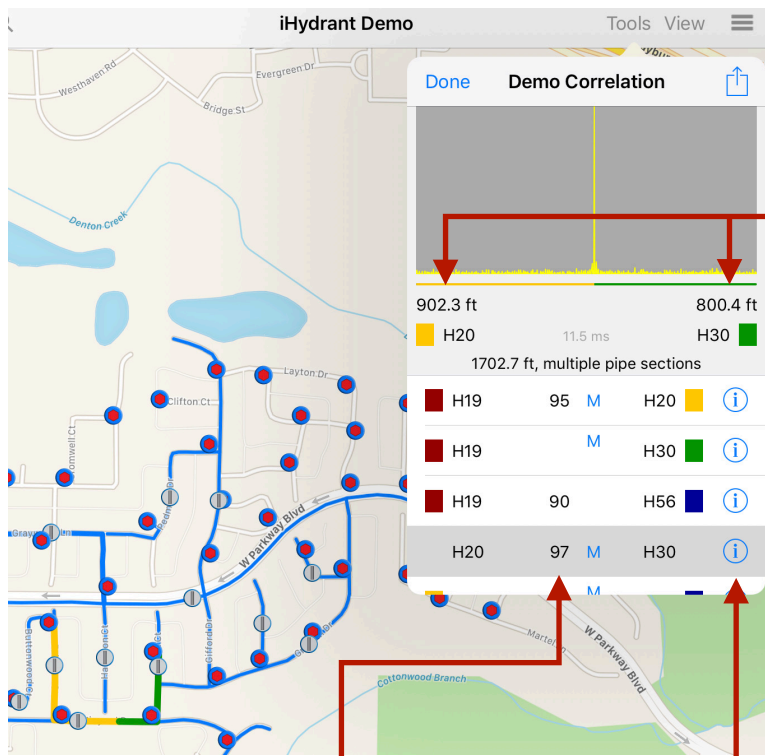 iHydrant Demo
Tools View
Westhaven Rd
Evergreen Dr
Bridge St
Denton Creek
Done
Demo Correlation
902.3 ft
800.4 ft
H20
11.5 ms
H30
1702.7 ft, multiple pipe sections
H19 95 M H20 i
H19 M H30 i
H19 90 H56 i
H20 97 M H30 i
M
Layton Dr
Clifton Ct
W Parkway Blvd
Gifford Dr
W Parkway Blvd
Cottonwood Branch